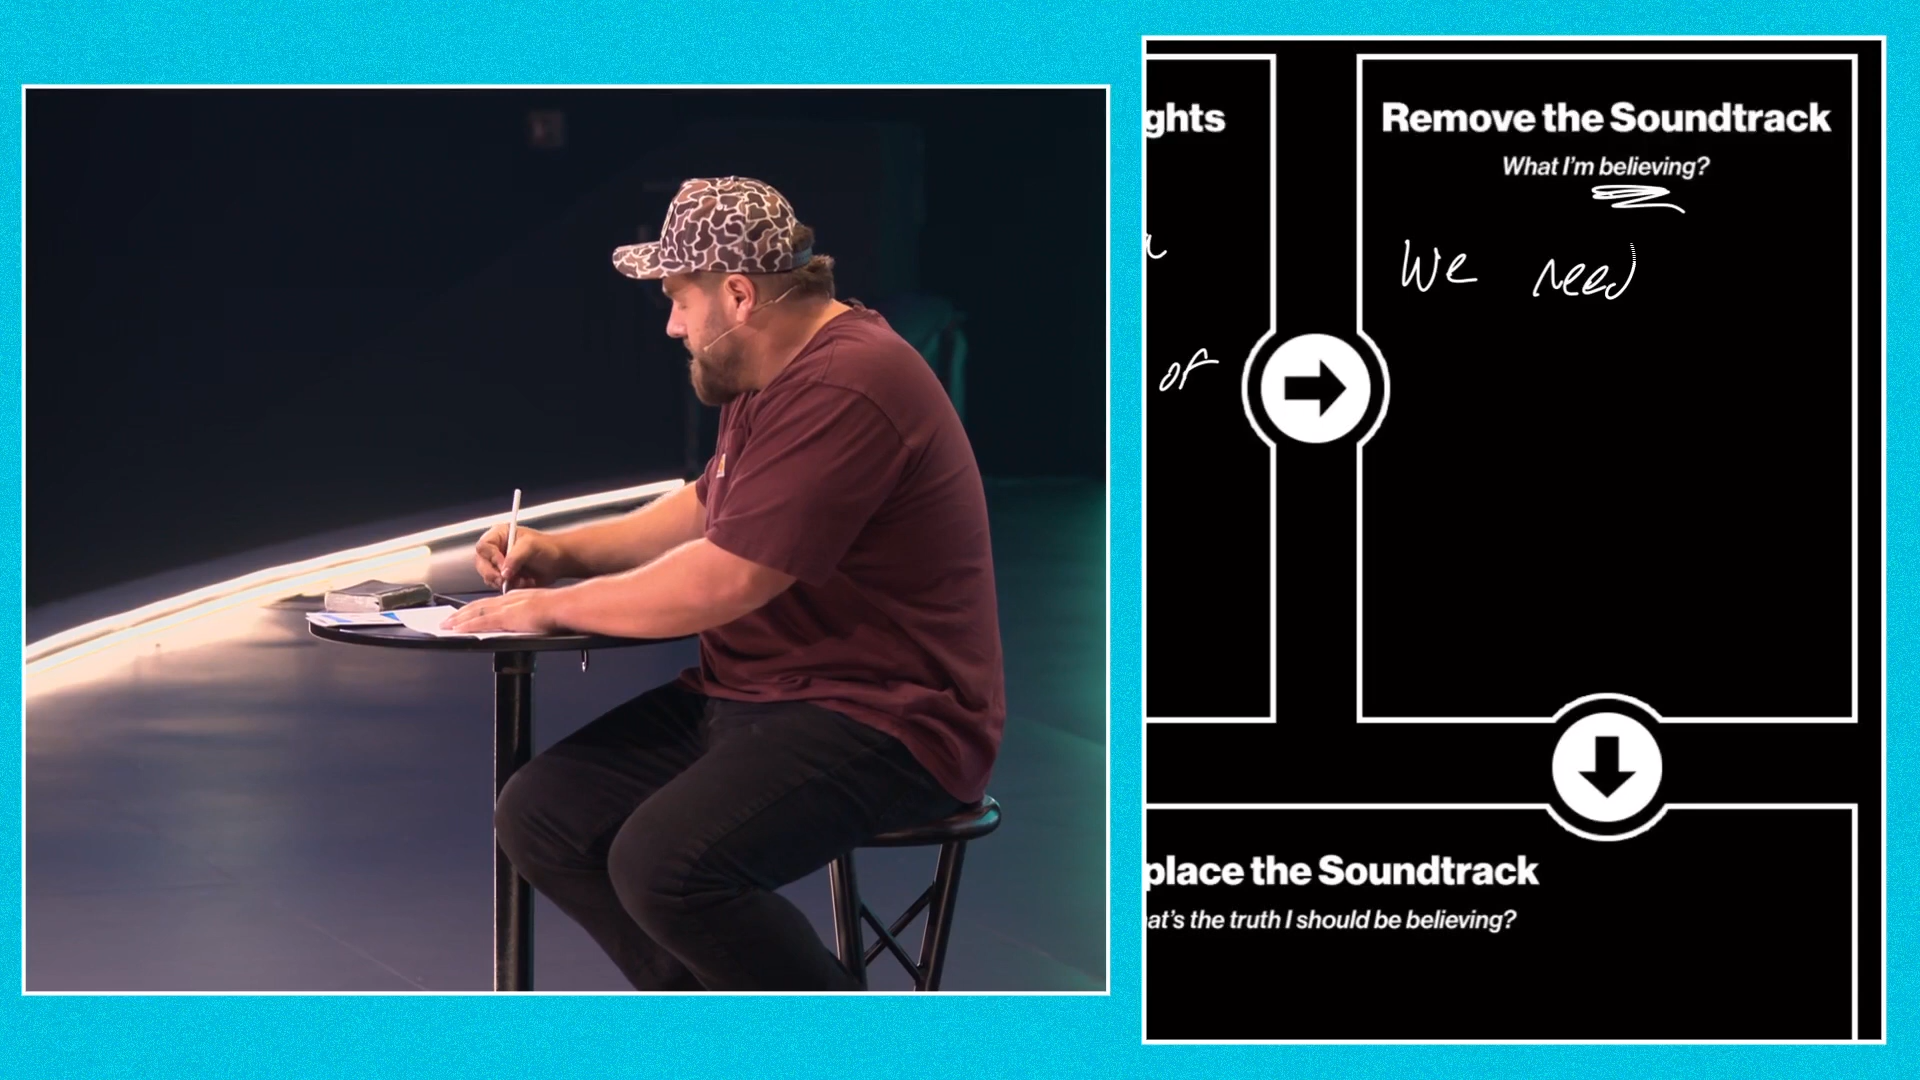 ghts
of
Remove the Soundtrack
What I'm believing?
We need
place the Soundtrack
at's the truth I should be believing?